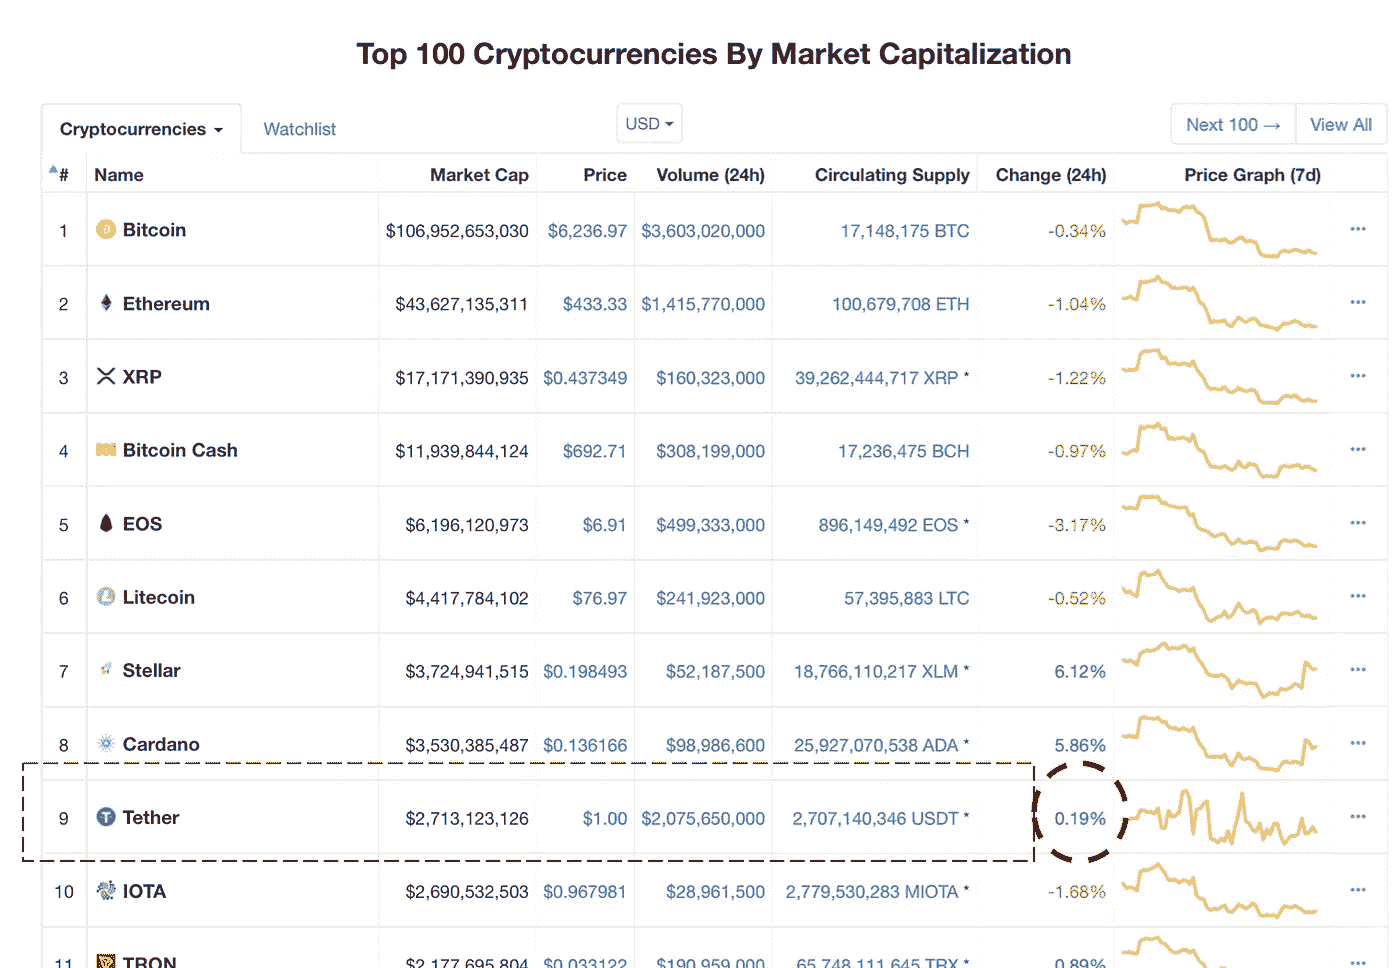 Top 100 Cryptocurrencies By Market Capitalization
Cryptocurrencies Watchlist USD Next 100 → View All
# Name Market Cap Price Volume (24h) Circulating Supply Change (24h) Price Graph (7d)
1 Bitcoin $106,952,653,030 $6,236.97 $3,603,020,000 17,148,175 BTC -0.34%
2 Ethereum $43,627,135,311 $433.33 $1,415,770,000 100,679,708 ETH -1.04%
3 XRP $17,171,390,935 $0.437349 $160,323,000 39,262,444,717 XRP * -1.22%
4 Bitcoin Cash $11,939,844,124 $692.71 $308,199,000 17,236,475 BCH -0.97%
5 EOS $6,196,120,973 $6.91 $499,333,000 896,149,492 EOS * -3.17%
6 Litecoin $4,417,784,102 $76.97 $241,923,000 57,395,883 LTC -0.52%
7 Stellar $3,724,941,515 $0.198493 $52,187,500 18,766,110,217 XLM * 6.12%
8 Cardano $3,530,385,487 $0.136166 $98,986,600 25,927,070,538 ADA * 5.86%
9 Tether $2,713,123,126 $1.00 $2,075,650,000 2,707,140,346 USDT * 0.19%
10 IOTA $2,690,532,503 $0.967981 $28,961,500 2,779,530,283 MIOTA * -1.68%
11 TRON $2,177,695,804 $0.033122 $190,959,000 65,748,111,645 TRX * 0.89%